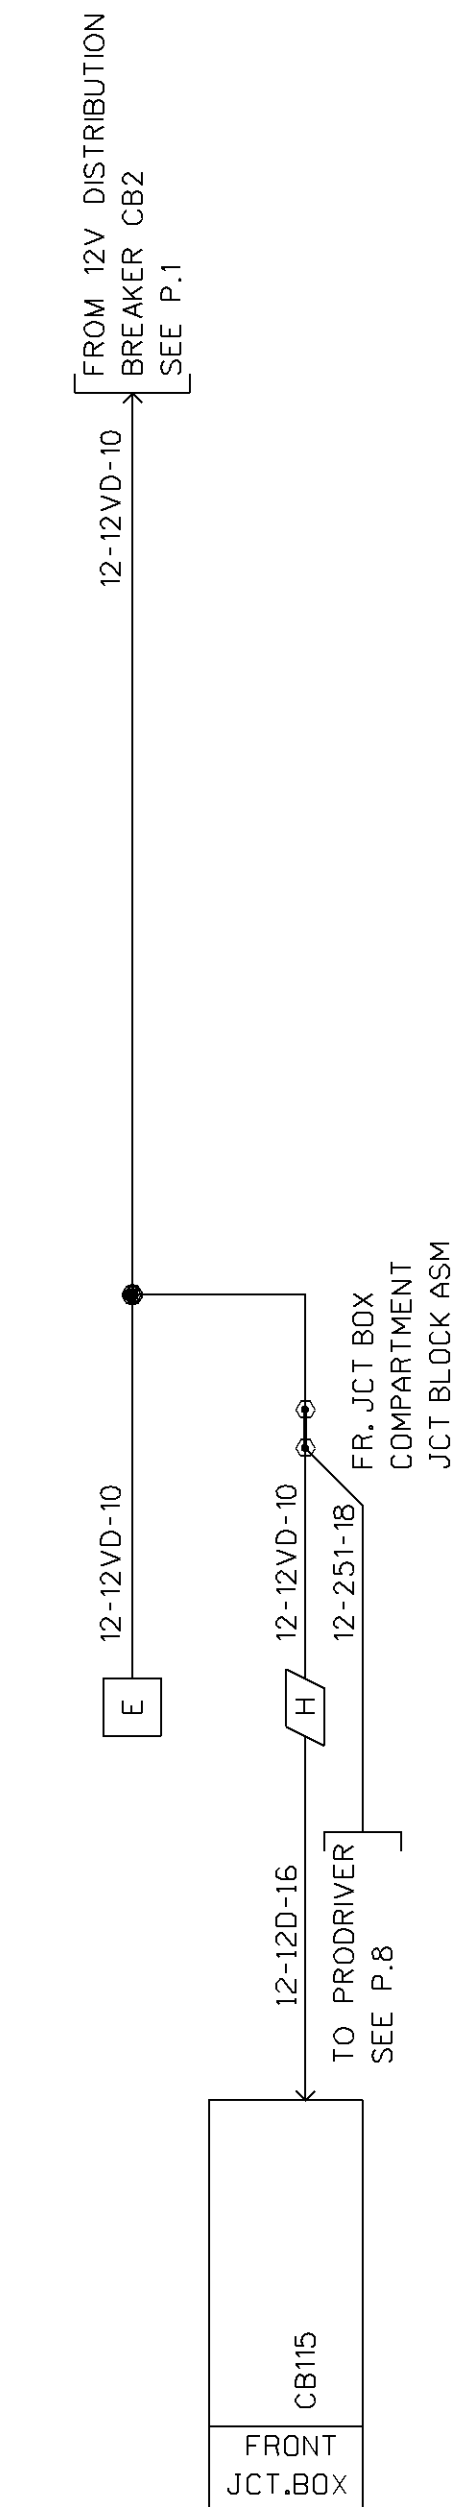 FROM 12V DISTRIBUTION
BREAKER CB2
SEE P.1
12-12VD-10
FR. JCT BOX
COMPARTMENT
JCT BLOCK ASM
12-12VD-10
12-12VD-10
12-251-18
E
H
12-12D-16
TO PRODRIVER
SEE P.8
CB115
FRONT
JCT.BOX